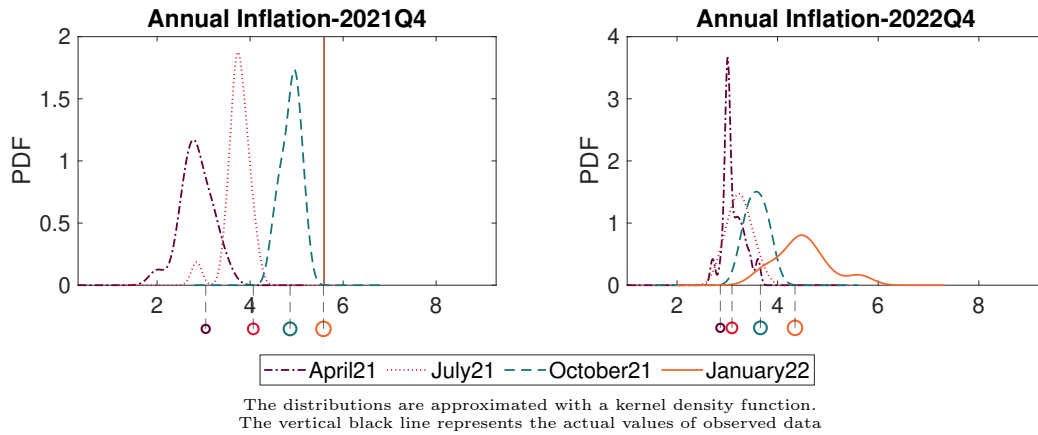 Annual Inflation-2021Q4
Annual Inflation-2022Q4
PDF
2
1.5
1
0.5
0
2
4
6
8
PDF
4
3
2
1
0
2
4
6
8
April21
July21
October21
January22
The distributions are approximated with a kernel density function.
The vertical black line represents the actual values of observed data